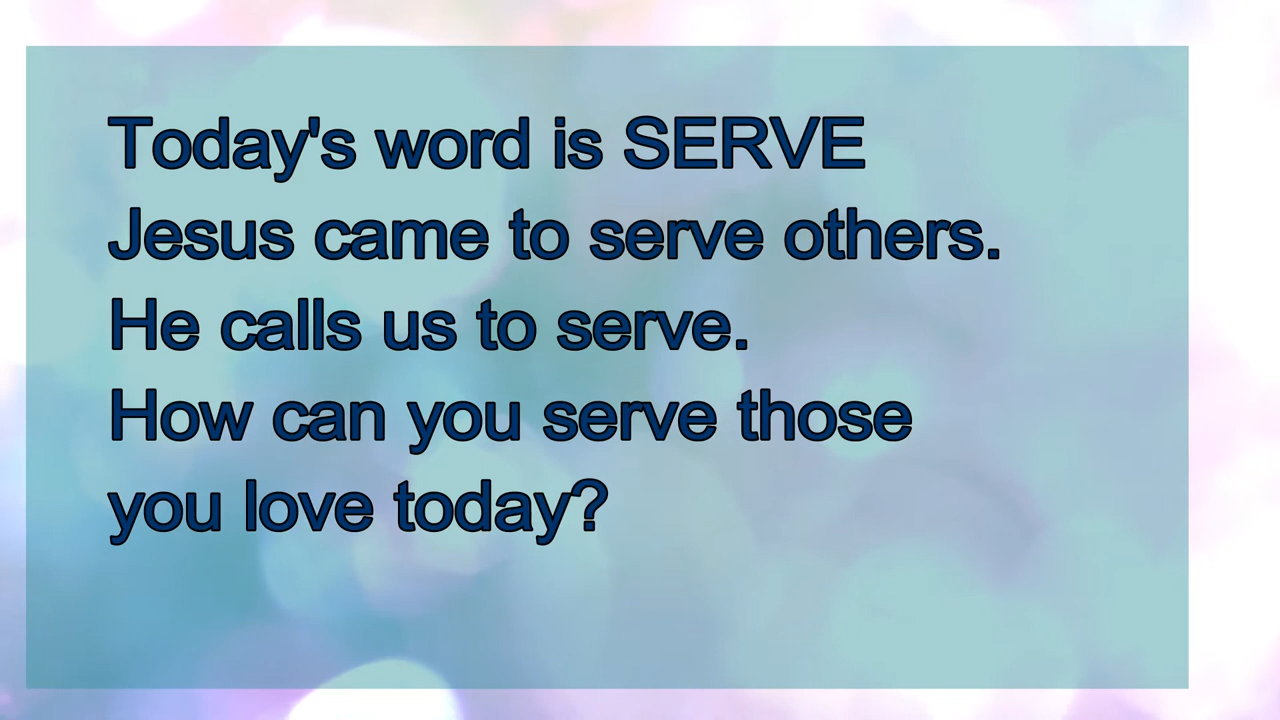 Today's word is SERVE
Jesus came to serve others.
He calls us to serve.
How can you serve those
you love today?